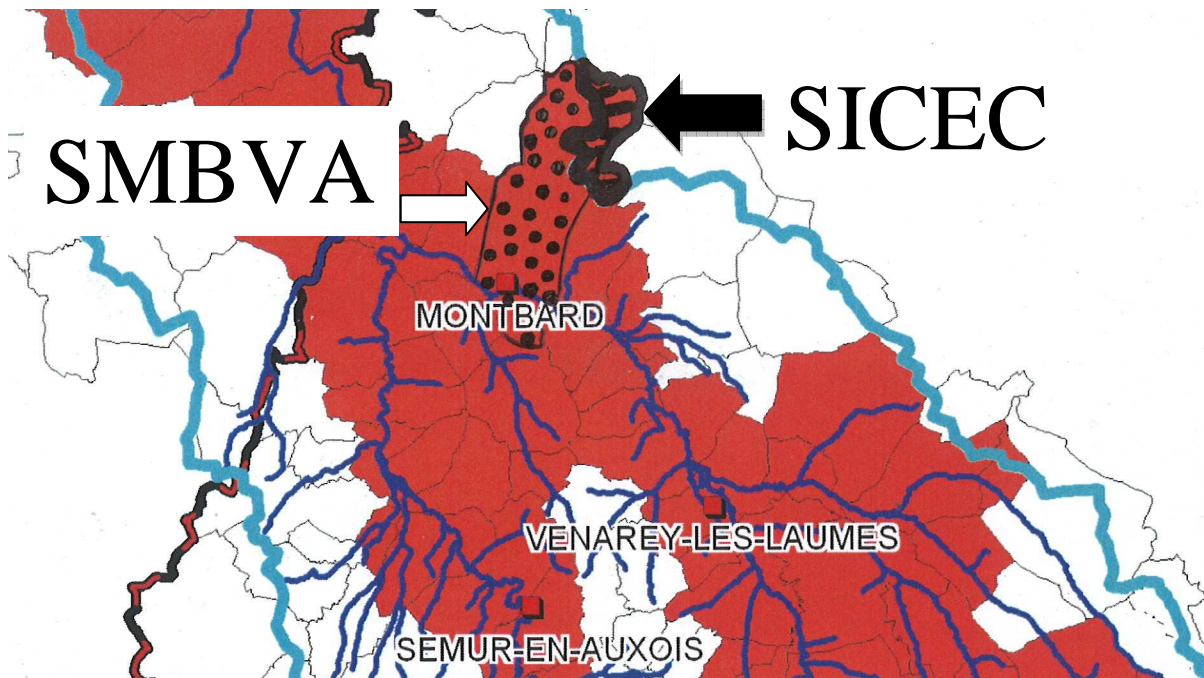 SICEC
SMBVA
MONTBARD
VENAREY-LES-LAUMES
SEMUR-EN-AUXOIS